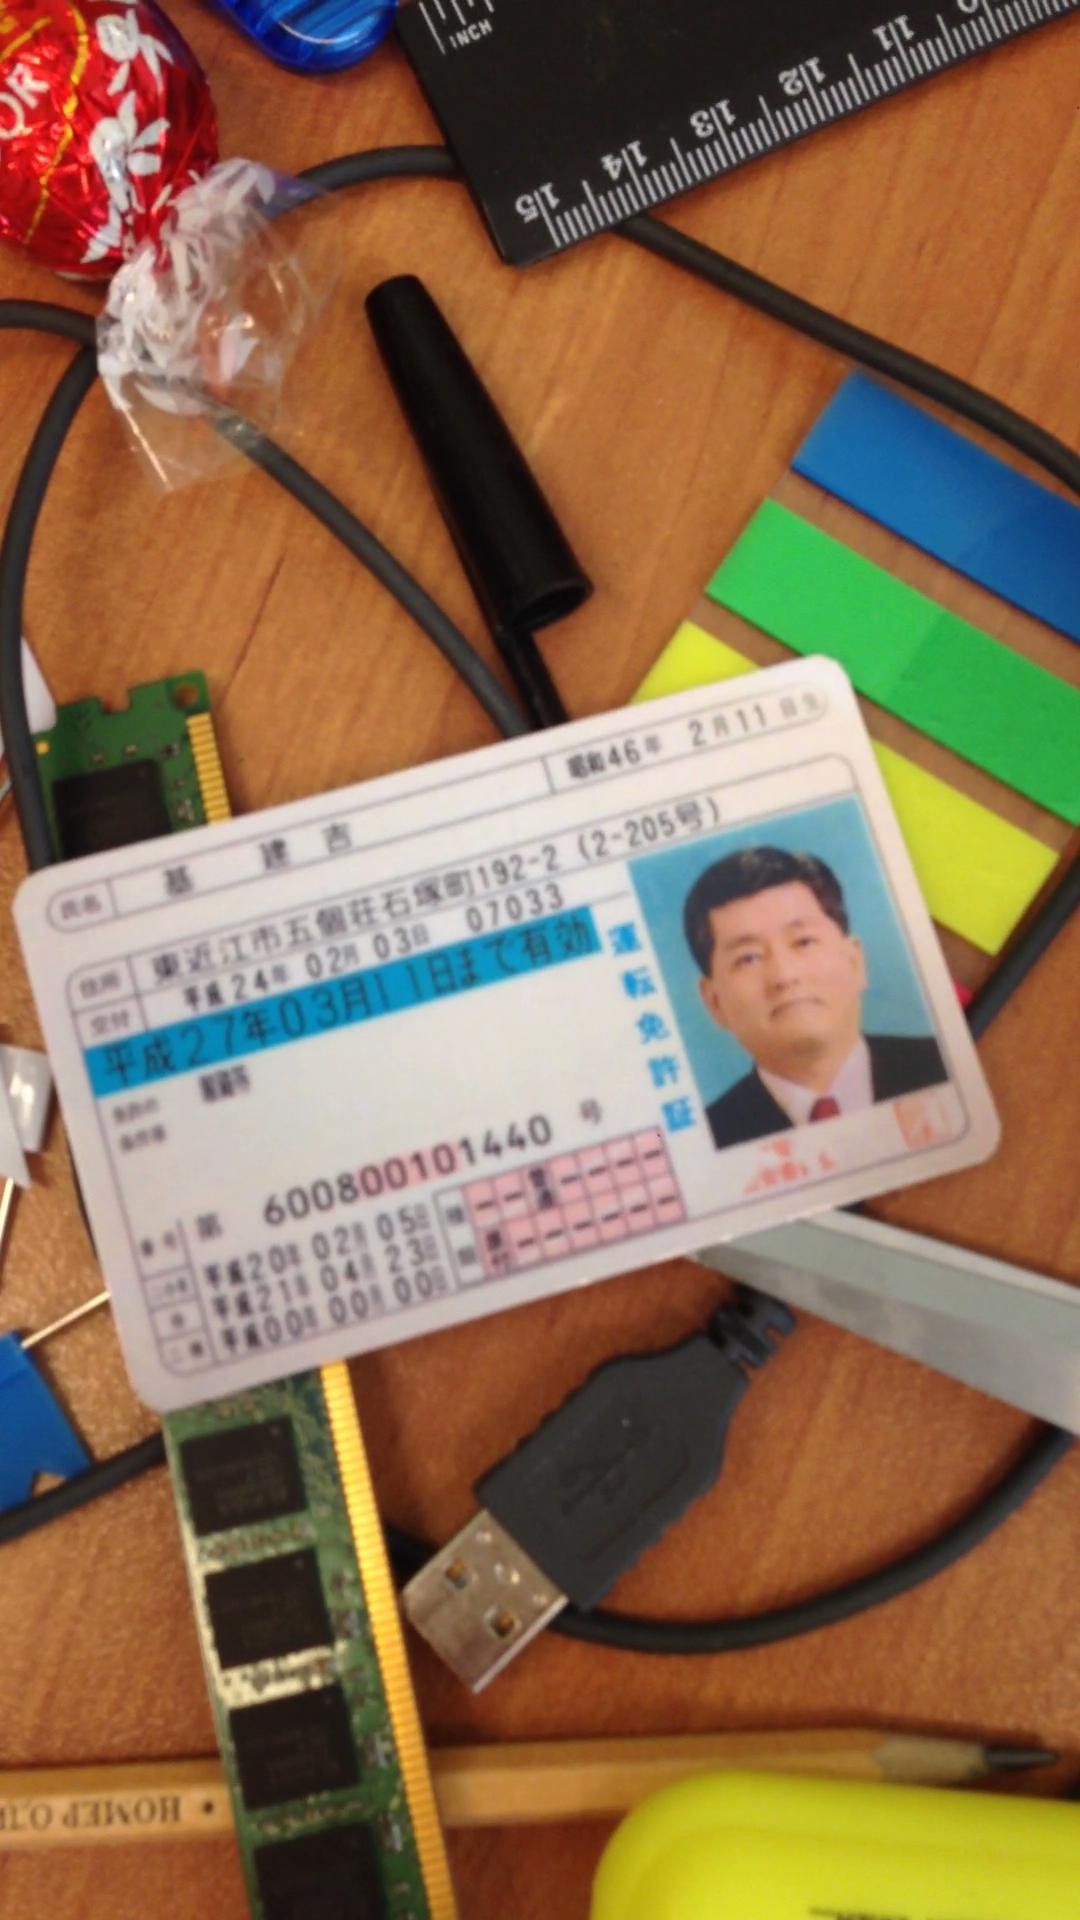 OR
INCH
15 14 13 12 11
氏名 基 建 吉
昭和46年 2月11日生
住所 東近江市五個荘石塚町192-2 (2-205号)
交付 平成24年 02月 03日 07033
平成27年03月11日まで有効
免許の
条件等
眼鏡等
運転免許証
番号 第 600800101440 号
平成20年 02月 05日
他 平成21年 04月 23日
二種 平成00年 00月 00日
種類
普通
HOMEP